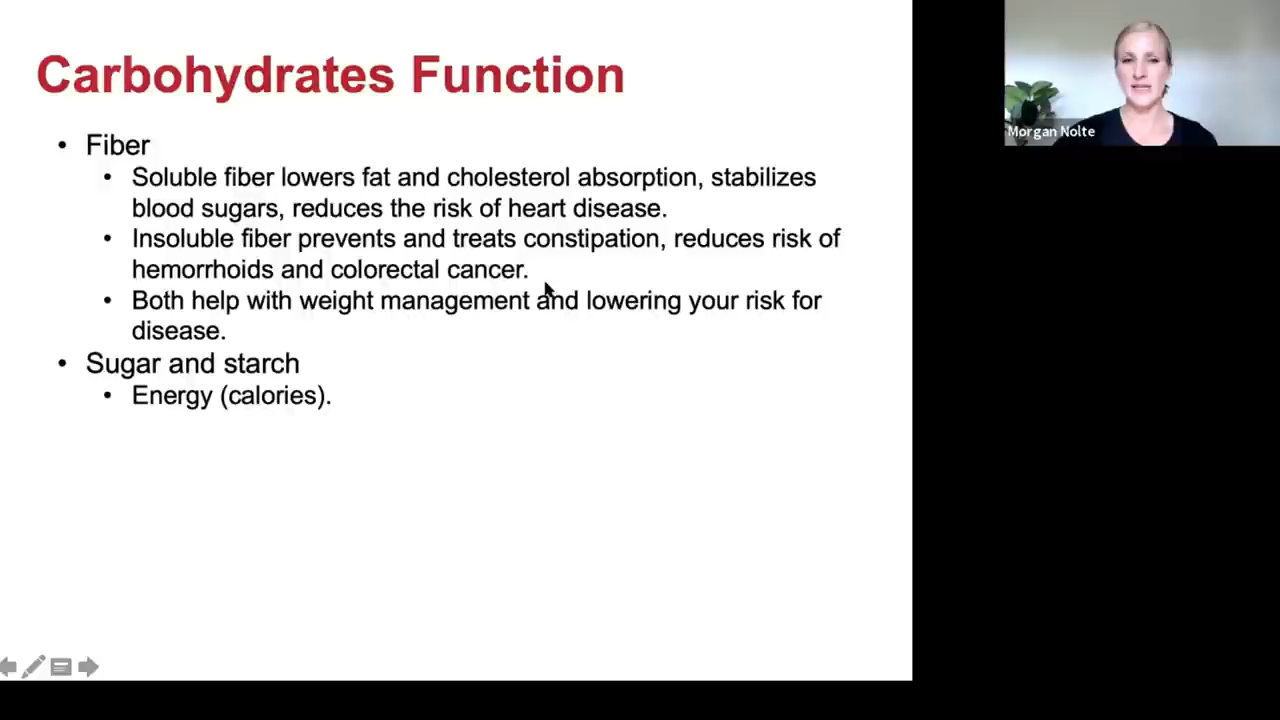 Carbohydrates Function
• Fiber
• Soluble fiber lowers fat and cholesterol absorption, stabilizes
blood sugars, reduces the risk of heart disease.
• Insoluble fiber prevents and treats constipation, reduces risk of
hemorrhoids and colorectal cancer.
• Both help with weight management and lowering your risk for
disease.
• Sugar and starch
• Energy (calories).
Morgan Nolte